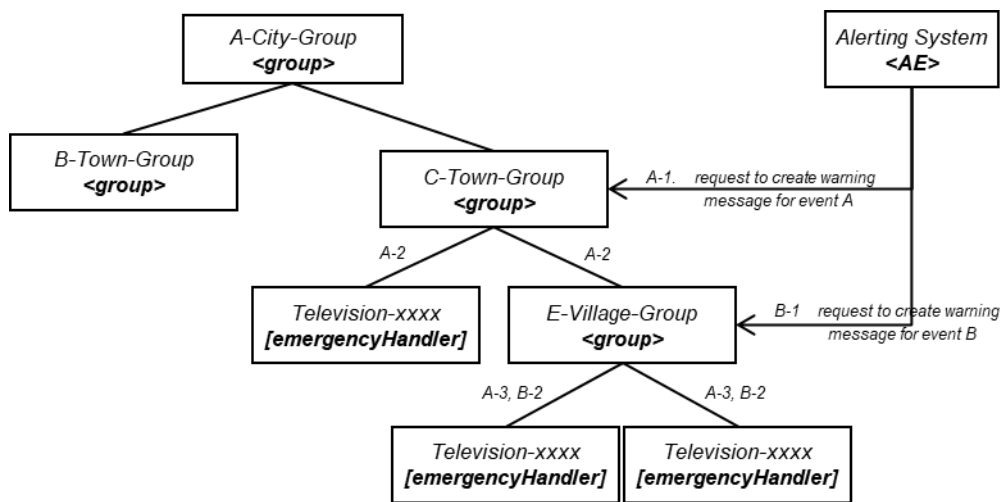 A-City-Group
<group>
Alerting System
<AE>
B-Town-Group
<group>
C-Town-Group
<group>
A-1. request to create warning
message for event A
A-2
A-2
Television-xxxx
[emergencyHandler]
E-Village-Group
<group>
B-1 request to create warning
message for event B
A-3, B-2
A-3, B-2
Television-xxxx
[emergencyHandler]
Television-xxxx
[emergencyHandler]